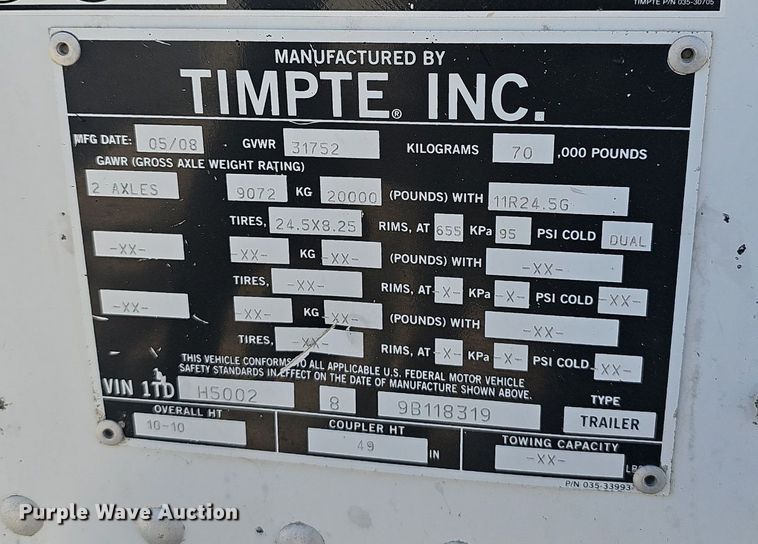 TIMPTE P/N 035-30705
MANUFACTURED BY
TIMPTE® INC.
MFG DATE: 05/08 GVWR 31752 KILOGRAMS 70 ,000 POUNDS
GAWR (GROSS AXLE WEIGHT RATING)
2 AXLES 9072 KG 20000 (POUNDS) WITH 11R24.5G
TIRES, 24.5X8.25 RIMS, AT 655 KPa 95 PSI COLD DUAL
-XX- -XX- KG -XX- (POUNDS) WITH -XX-
TIRES, -XX- RIMS, AT -X- KPa -X- PSI COLD -XX-
-XX- -XX- KG -XX- (POUNDS) WITH -XX-
TIRES, -XX- RIMS, AT -X- KPa -X- PSI COLD -XX-
THIS VEHICLE CONFORMS TO ALL APPLICABLE U.S. FEDERAL MOTOR VEHICLE
SAFETY STANDARDS IN EFFECT ON THE DATE OF MANUFACTURE SHOWN ABOVE.
VIN 1TD H5002 8 9B118319 TYPE TRAILER
OVERALL HT 10-10 COUPLER HT 49 IN TOWING CAPACITY -XX- LBS
P/N 035-33993
Purple Wave Auction